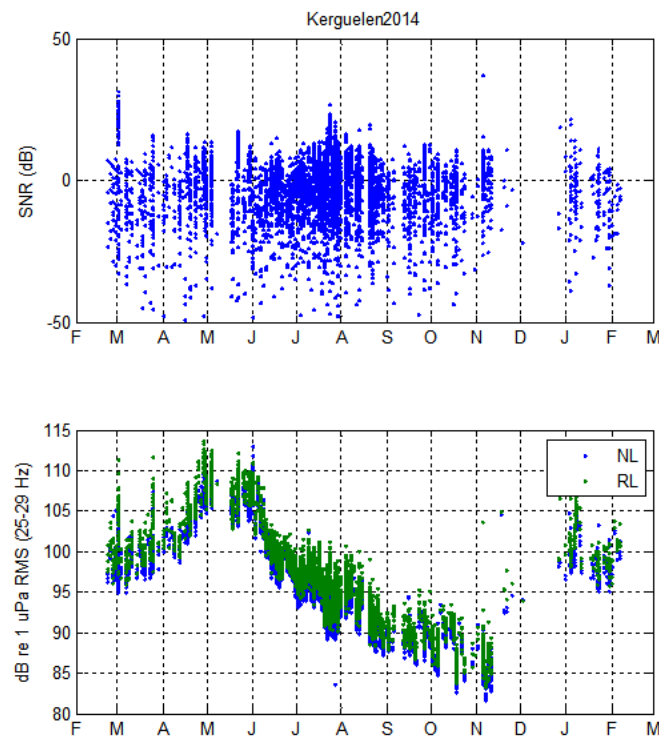 Kerguelen2014
50
0
-50
SNR (dB)
F M A M J J A S O N D J F M
115
110
105
100
95
90
85
80
dB re 1 uPa RMS (25-29 Hz)
NL
RL
F M A M J J A S O N D J F M